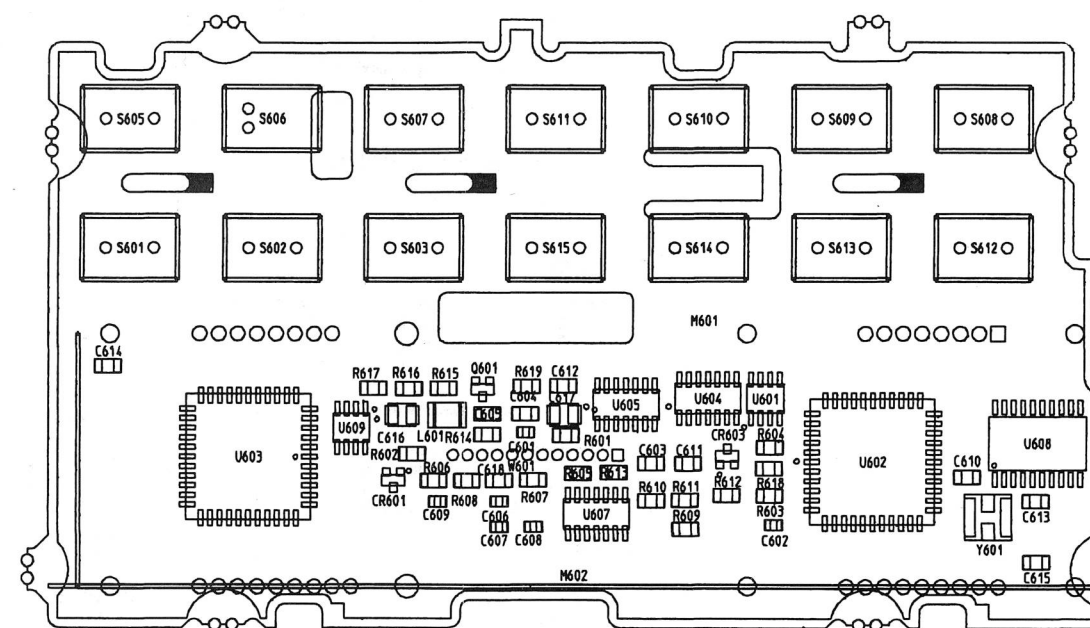 S605 S606 S607 S611 S610 S609 S608
S601 S602 S603 S615 S614 S613 S612
M601
C614
Q601 R619 C612
R617 R616 R615
C604 C617
U609 C605 U605 U604 U601
C616 L601 R614 C601 R601 CR603 R604
R602 U603 W601 C603 C611 U602 U608
R606 C618 R605 R613 R618 C610
CR601 R608 R607 R610 R611 R612
C609 C606 U607 R609 R603 C613
C607 C608 C602 Y601
M602 C615